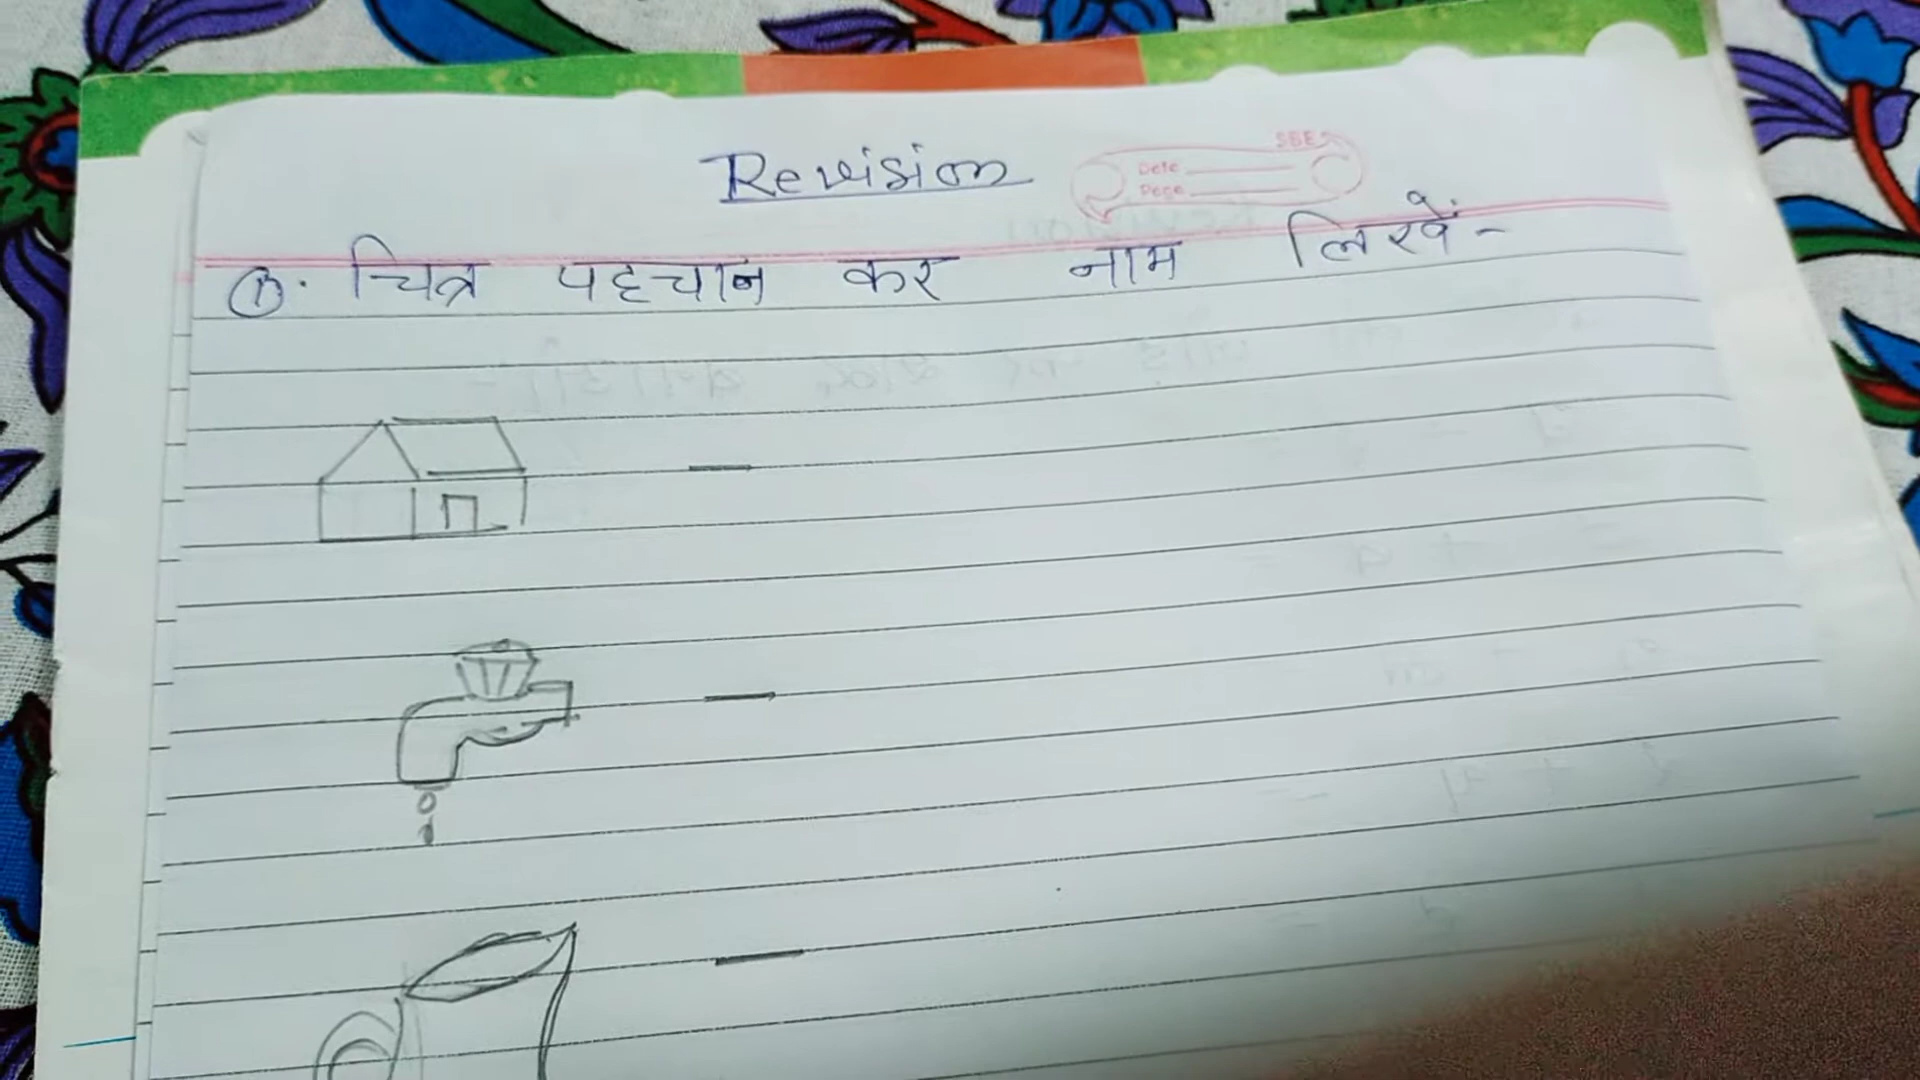 Revision
SBE
Date
Page
①. चित्र पहचान कर नाम लिखें -